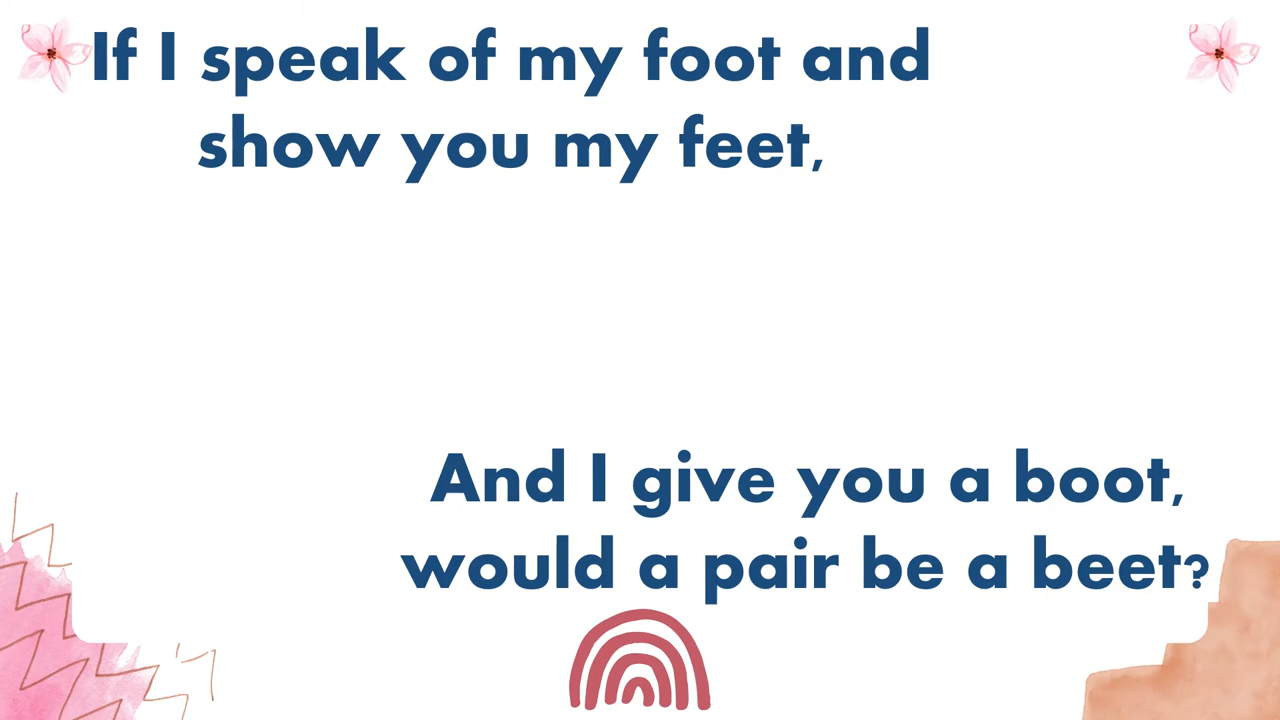 If I speak of my foot and
show you my feet,
And I give you a boot,
would a pair be a beet?